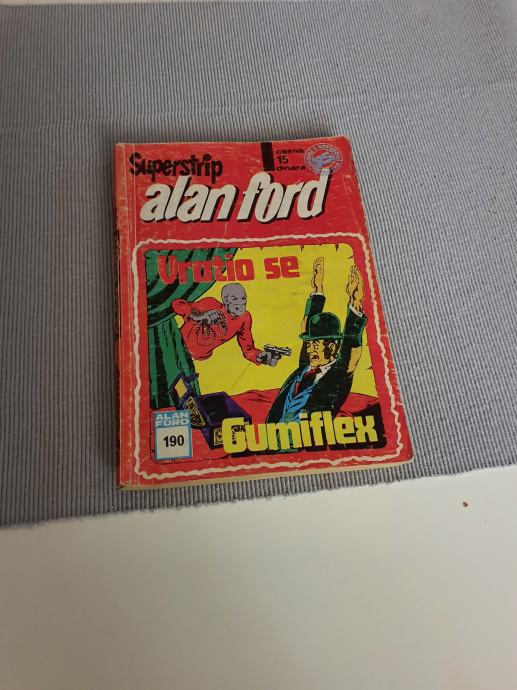 Superstrip
cijena
15
dinara
alan ford
Vratio se
ALAN
FORD
190
Gumiflex